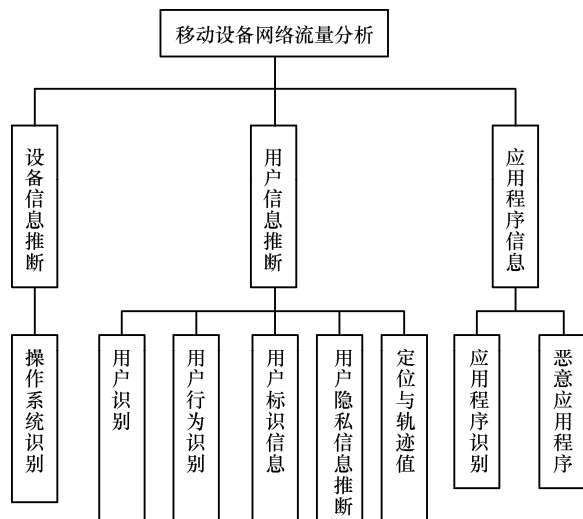 移动设备网络流量分析
设备信息推断
用户信息推断
应用程序信息
操作系统识别
用户识别
用户行为识别
用户标识信息
用户隐私信息推断
定位与轨迹值
应用程序识别
恶意应用程序